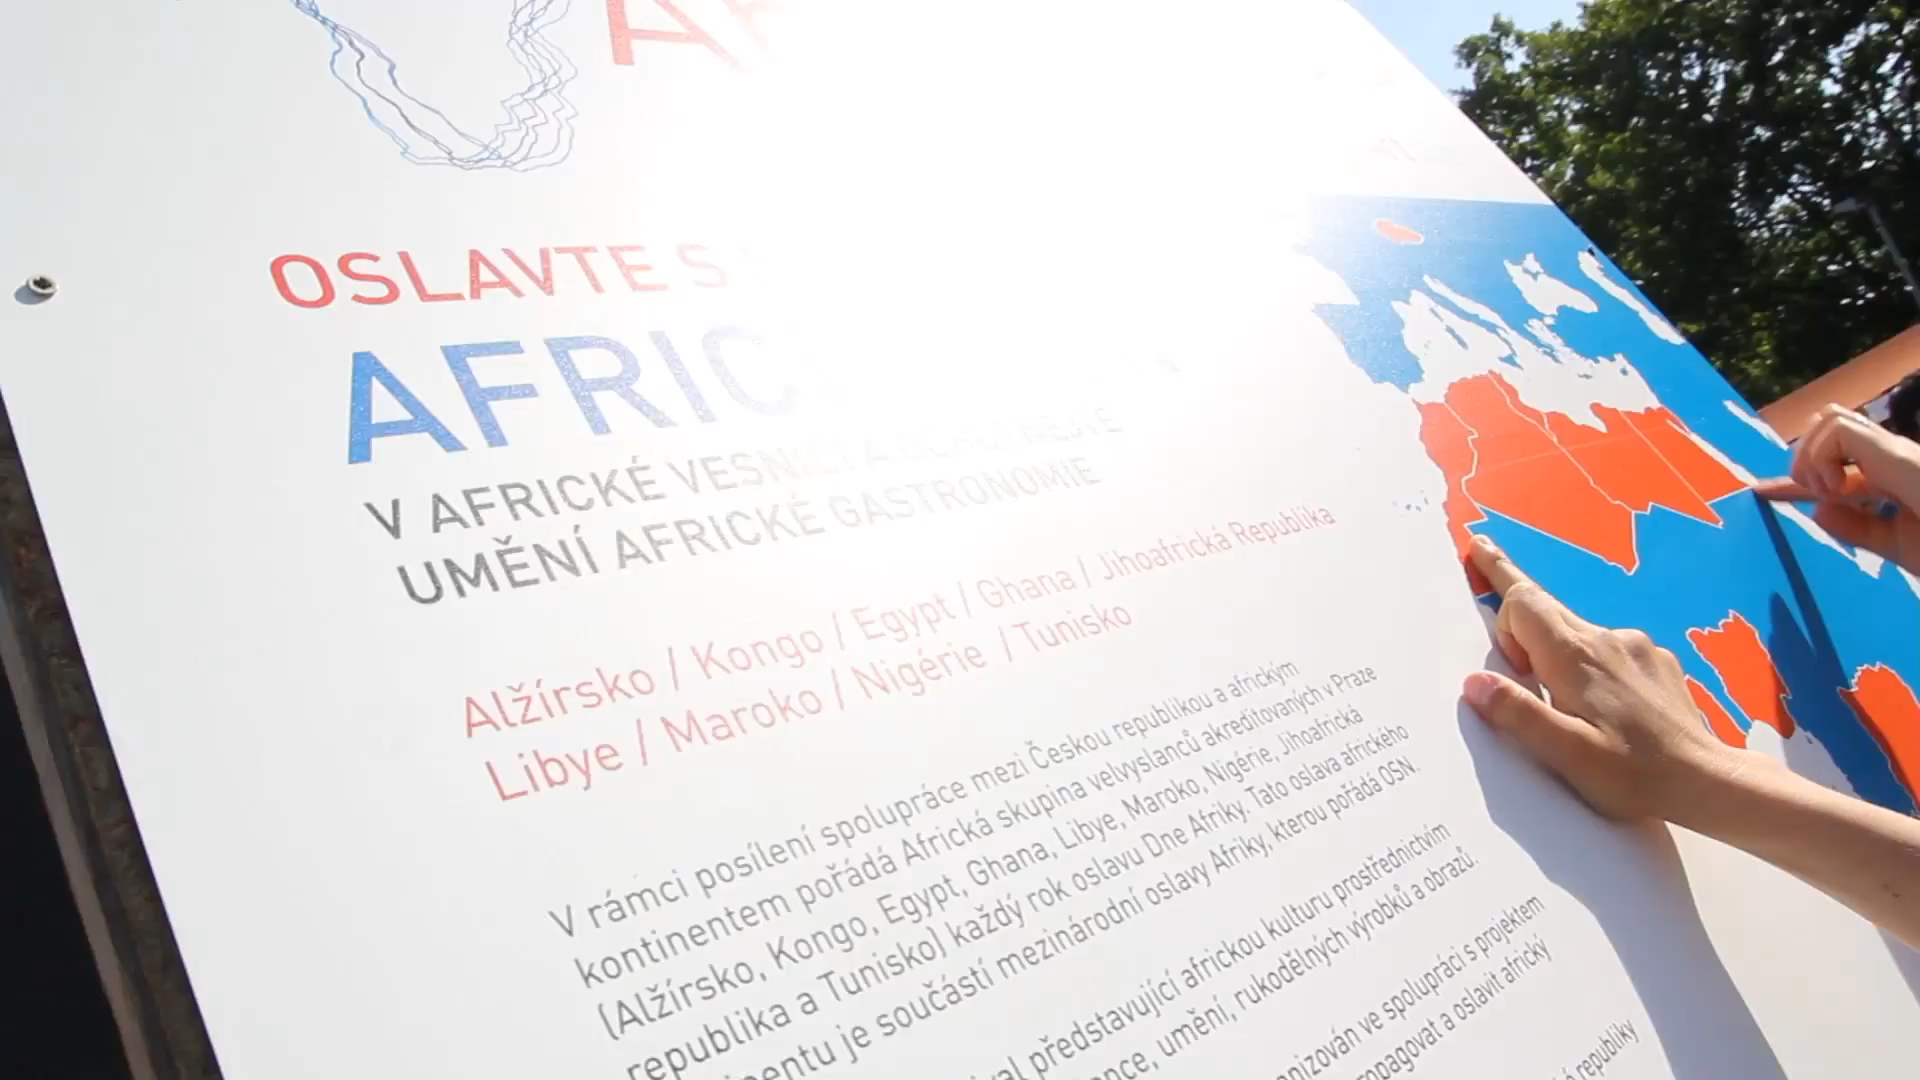 OSLAVTE
AFRIC
V AFRICKÉ VESNICI A
UMĚNÍ AFRICKÉ GASTRONOMIE
Alžírsko / Kongo / Egypt / Ghana / Jihoafrická Republika
Libye / Maroko / Nigérie / Tunisko
V rámci posílení spolupráce mezi Českou republikou a africkým
kontinentem pořádá Africká skupina velvyslanců akreditovaných v Praze
(Alžírsko, Kongo, Egypt, Ghana, Libye, Maroko, Nigérie, Jihoafrická
republika a Tunisko) každý rok oslavu Dne Afriky. Tato oslava afrického
je součástí mezinárodní oslavy Afriky, kterou pořádá OSN.
představující africkou kulturu prostřednictvím
umění, rukodělných výrobků a obrazů.
ve spolupráci s projektem
a oslavit africký
republiky